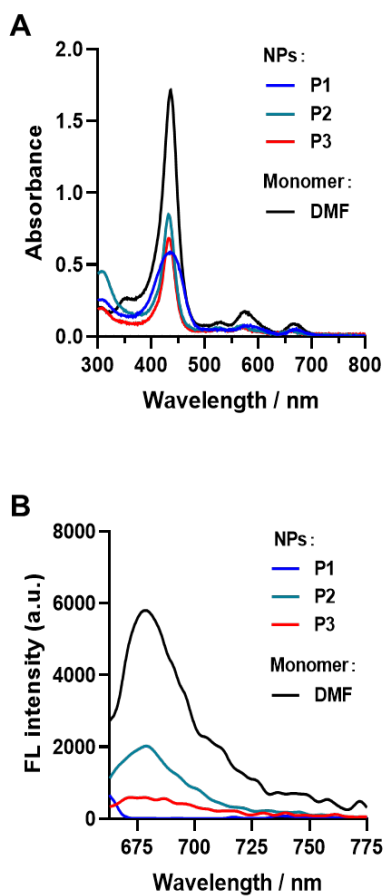 A
NPs:
P1
P2
P3
Monomer:
DMF
Absorbance
2.0
1.5
1.0
0.5
0.0
300 400 500 600 700 800
Wavelength / nm
B
NPs:
P1
P2
P3
Monomer:
DMF
FL intensity (a.u.)
8000
6000
4000
2000
0
675 700 725 750 775
Wavelength / nm